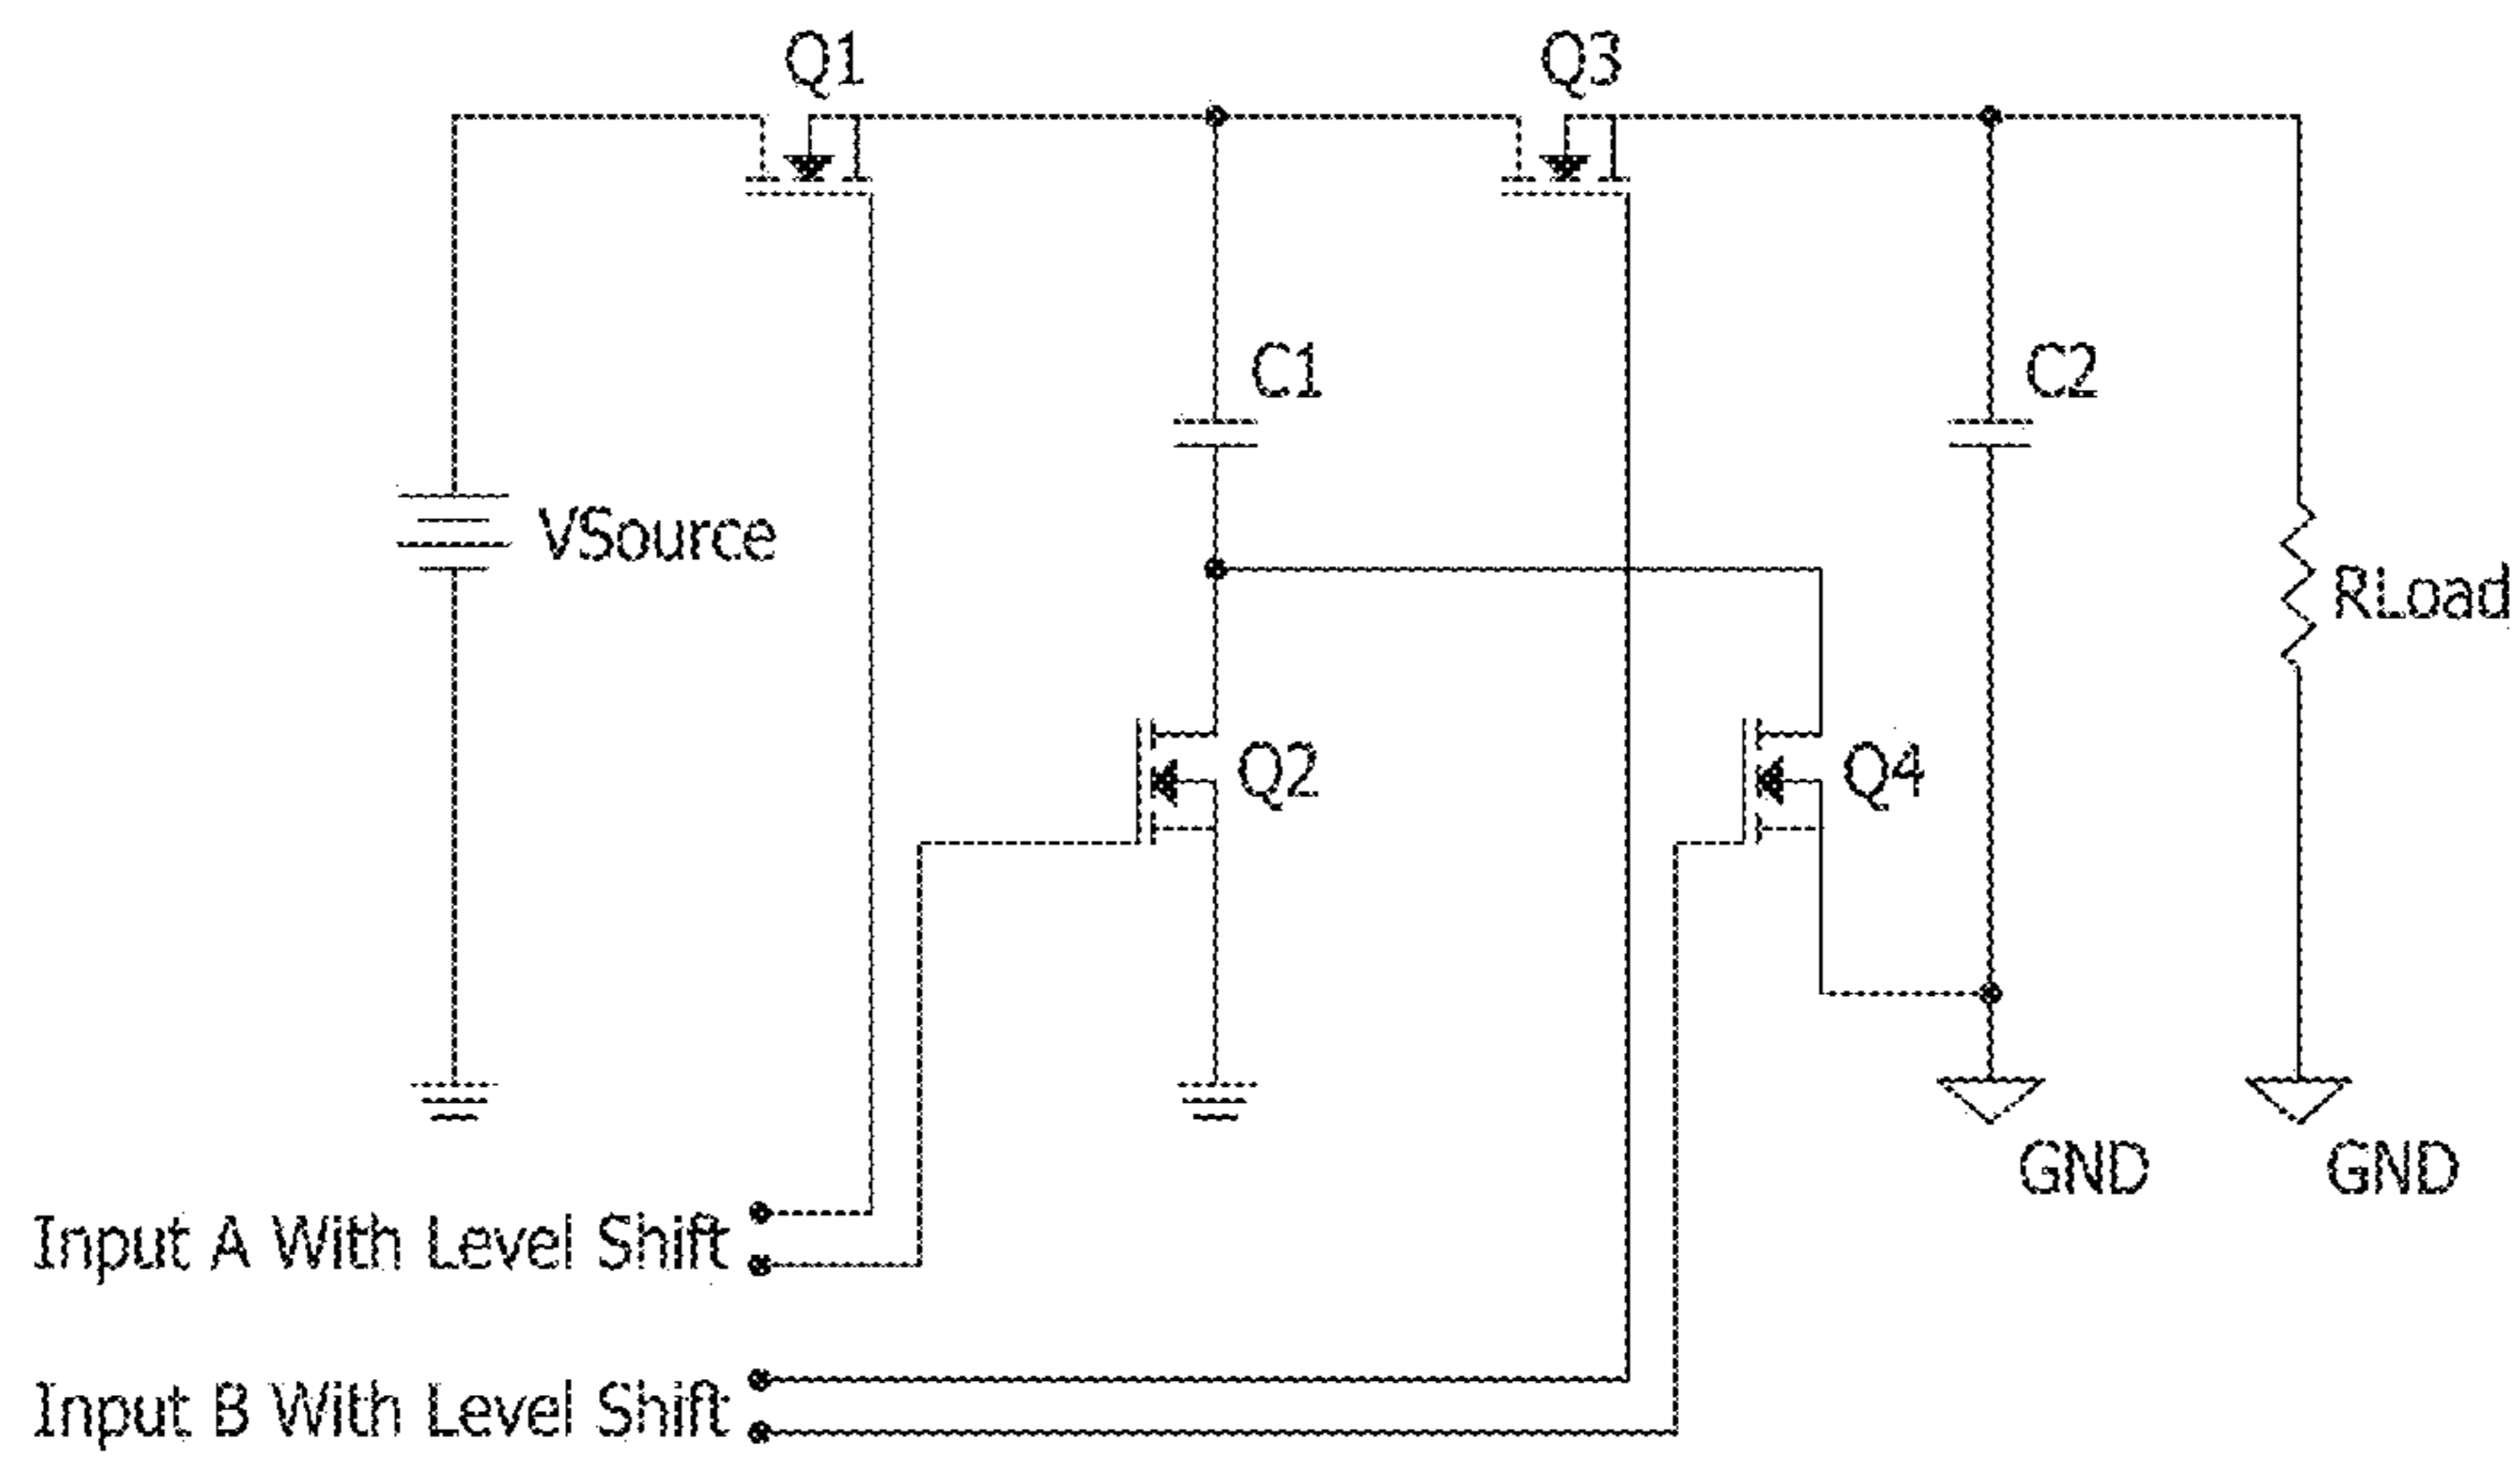 Q1
Q3
C1
C2
VSource
RLoad
Q2
Q4
GND
GND
Input A With Level Shift
Input B With Level Shift